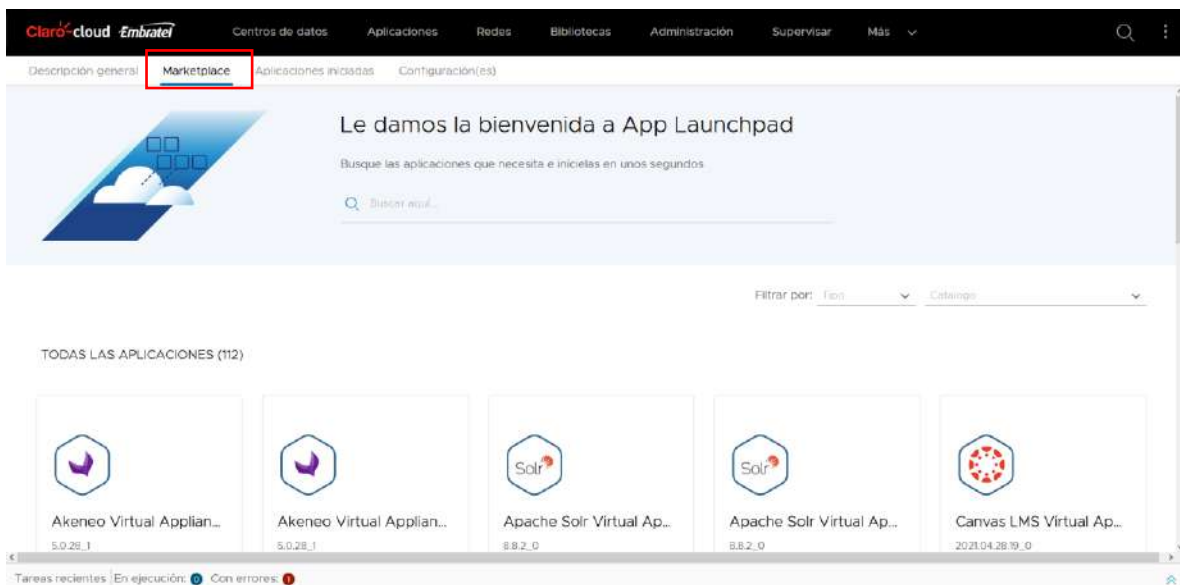 Claro-cloud Embratel Centros de datos Aplicaciones Redes Bibliotecas Administración Supervisar Más
Descripción general Marketplace Aplicaciones iniciadas Configuración(es)
Le damos la bienvenida a App Launchpad
Busque las aplicaciones que necesita e inícielas en unos segundos
Buscar aquí...
Filtrar por: Tipo Catálogo
TODAS LAS APLICACIONES (112)
Solr Solr
Akeneo Virtual Applian... Akeneo Virtual Applian... Apache Solr Virtual Ap... Apache Solr Virtual Ap... Canvas LMS Virtual Ap...
5.0.28_1 5.0.28_1 8.8.2_0 8.8.2_0 2021.04.28.19_0
Tareas recientes En ejecución: 0 Con errores: 1